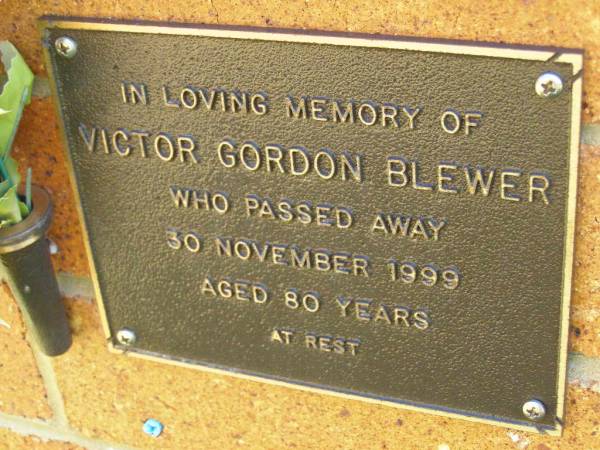 IN LOVING MEMORY OF
VICTOR GORDON BLEWER
WHO PASSED AWAY
30 NOVEMBER 1999
AGED 80 YEARS
AT REST